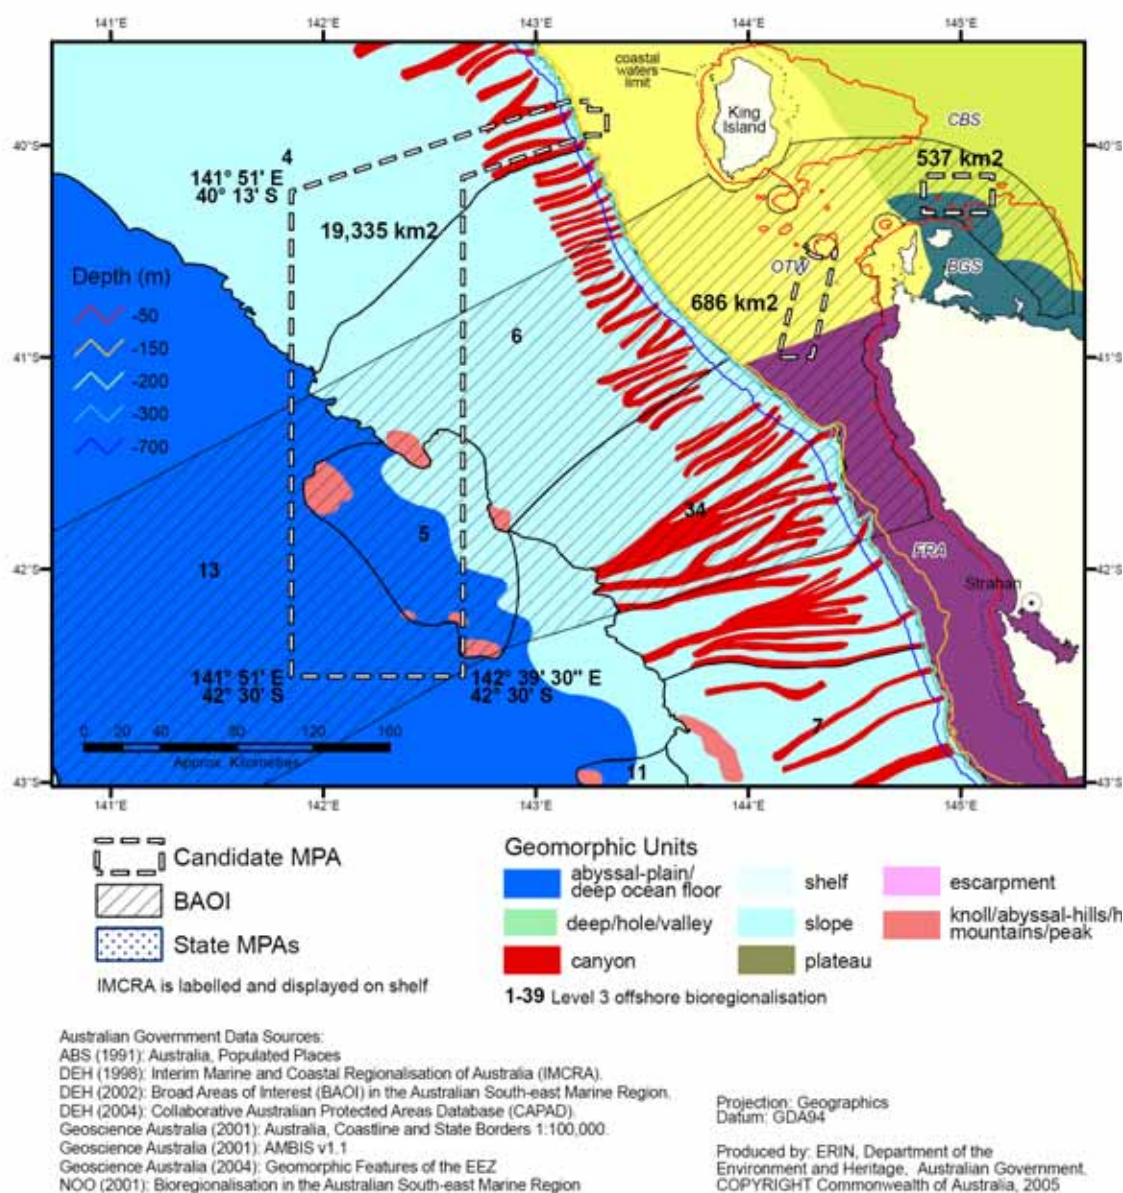 141°E 142°E 143°E 144°E 145°E
coastal
waters
limit
King
Island
CBS
40°S 40°S
537 km2
4
141° 51' E
40° 13' S
19,335 km2
Depth (m)
-50
-150
-200
-300
-700
OTW
BGS
686 km2
6
41°S 41°S
34
5
13
FRA
42°S 42°S
Strahan
141° 51' E
42° 30' S
142° 39' 30" E
42° 30' S
7
0 20 40 80 120 160
Approx. Kilometres
11
43°S 43°S
141°E 142°E 143°E 144°E 145°E
Candidate MPA
BAOI
State MPAs
IMCRA is labelled and displayed on shelf
Geomorphic Units
abyssal-plain/
deep ocean floor
deep/hole/valley
canyon
shelf
slope
plateau
escarpment
knoll/abyssal-hills/h
mountains/peak
1-39 Level 3 offshore bioregionalisation
Australian Government Data Sources:
ABS (1991): Australia, Populated Places
DEH (1998): Interim Marine and Coastal Regionalisation of Australia (IMCRA).
DEH (2002): Broad Areas of Interest (BAOI) in the Australian South-east Marine Region.
DEH (2004): Collaborative Australian Protected Areas Database (CAPAD).
Geoscience Australia (2001): Australia, Coastline and State Borders 1:100,000.
Geoscience Australia (2001): AMBIS v1.1
Geoscience Australia (2004): Geomorphic Features of the EEZ
NOO (2001): Bioregionalisation in the Australian South-east Marine Region
Projection: Geographics
Datum: GDA94
Produced by: ERIN, Department of the
Environment and Heritage, Australian Government.
COPYRIGHT Commonwealth of Australia, 2005